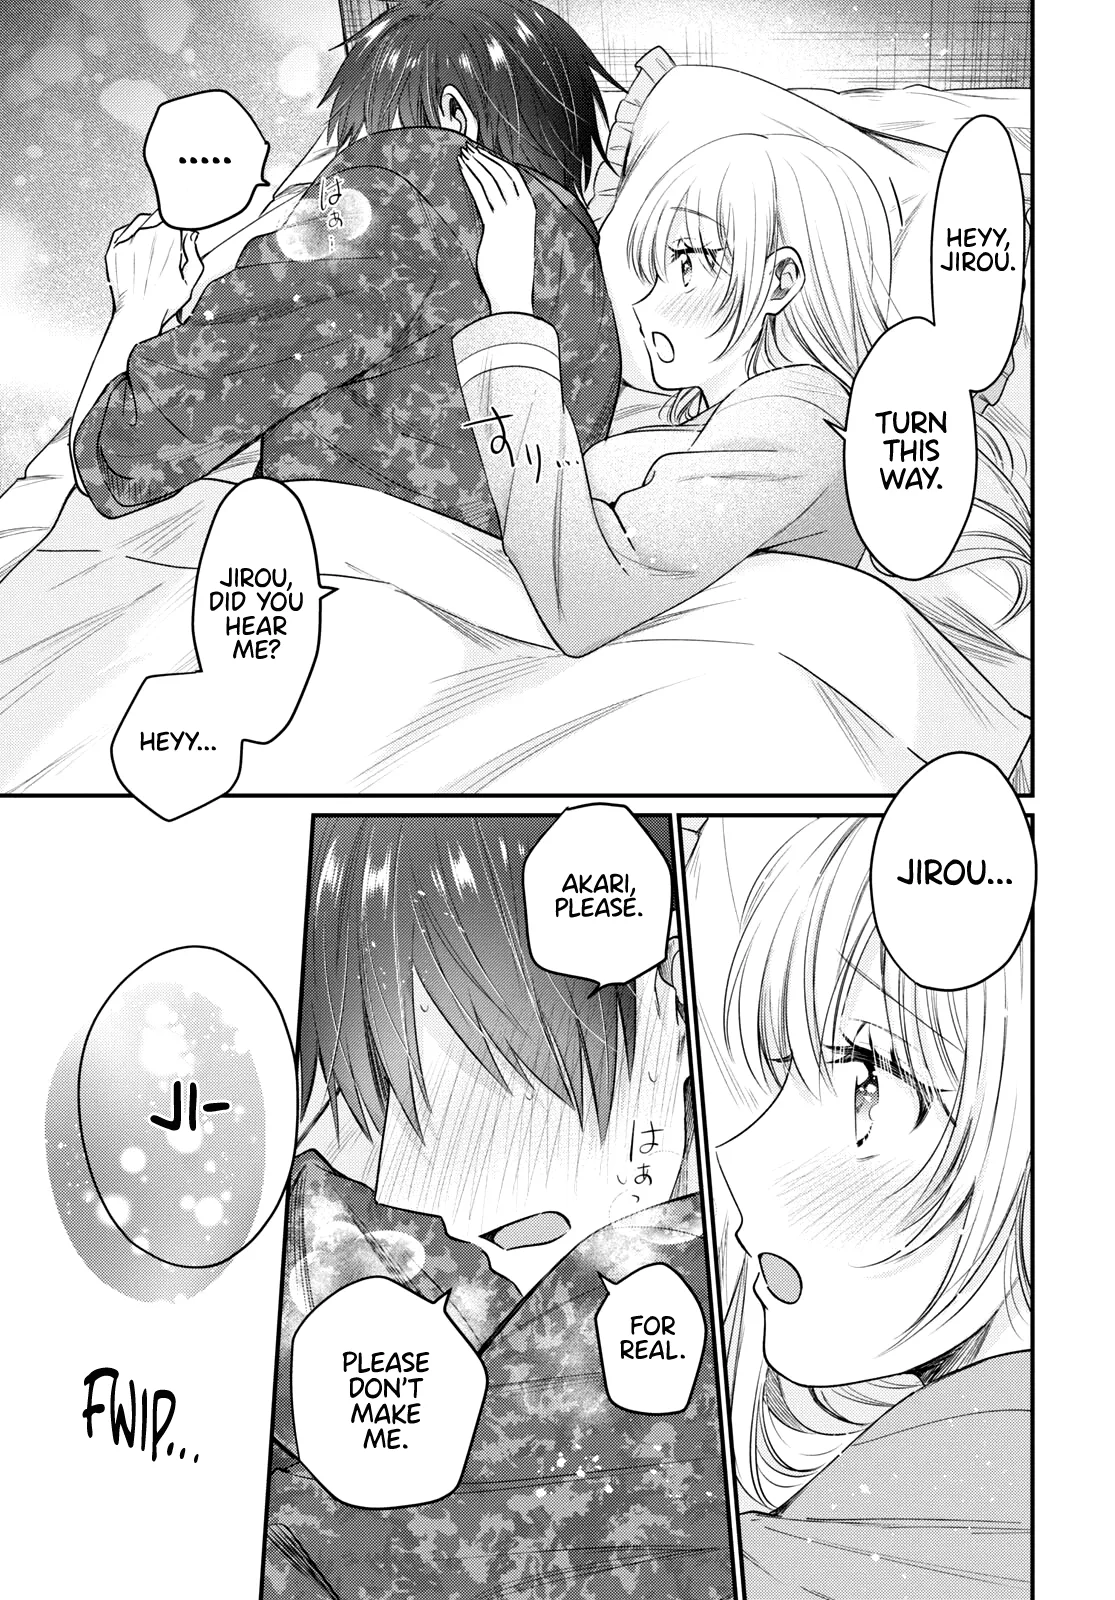 HEYY,
JIROU.
TURN
THIS
WAY.
.....
はぁ…
すり…
JIROU,
DID YOU
HEAR
ME?
HEYY...
JIROU...
AKARI,
PLEASE.
はぁっ
FOR
REAL.
PLEASE
DON'T
MAKE
ME.
JI-
FWIP...